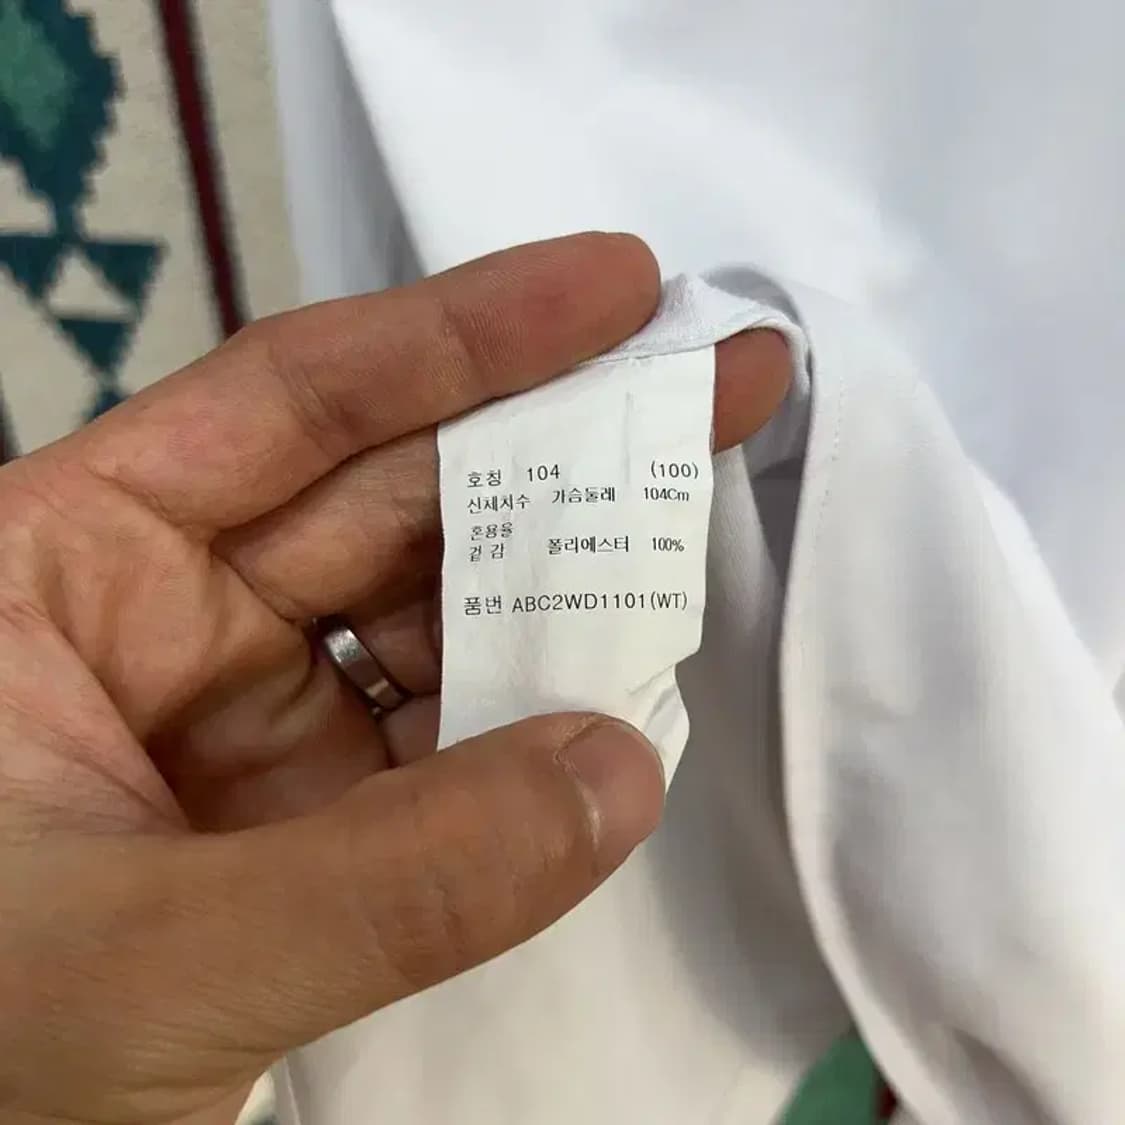 호칭 104 (100)
신체치수 가슴둘레 104Cm
혼용율
겉감 폴리에스터 100%
품번 ABC2WD1101(WT)